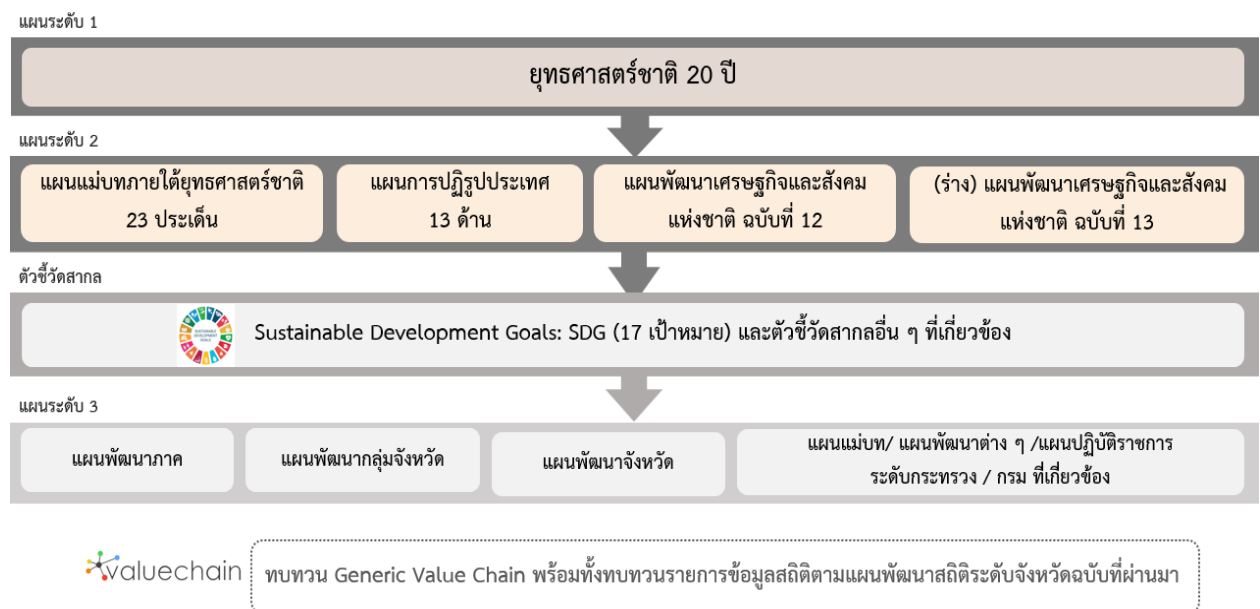 แผนระดับ 1
ยุทธศาสตร์ชาติ 20 ปี
แผนระดับ 2
แผนแม่บทภายใต้ยุทธศาสตร์ชาติ
23 ประเด็น
แผนการปฏิรูปประเทศ
13 ด้าน
แผนพัฒนาเศรษฐกิจและสังคม
แห่งชาติ ฉบับที่ 12
(ร่าง) แผนพัฒนาเศรษฐกิจและสังคม
แห่งชาติ ฉบับที่ 13
ตัวชี้วัดสากล
Sustainable Development Goals: SDG (17 เป้าหมาย) และตัวชี้วัดสากลอื่น ๆ ที่เกี่ยวข้อง
แผนระดับ 3
แผนพัฒนาภาค
แผนพัฒนากลุ่มจังหวัด
แผนพัฒนาจังหวัด
แผนแม่บท/ แผนพัฒนาต่าง ๆ /แผนปฏิบัติราชการ
ระดับกระทรวง / กรม ที่เกี่ยวข้อง
valuechain
ทบทวน Generic Value Chain พร้อมทั้งทบทวนรายการข้อมูลสถิติตามแผนพัฒนาสถิติระดับจังหวัดฉบับที่ผ่านมา